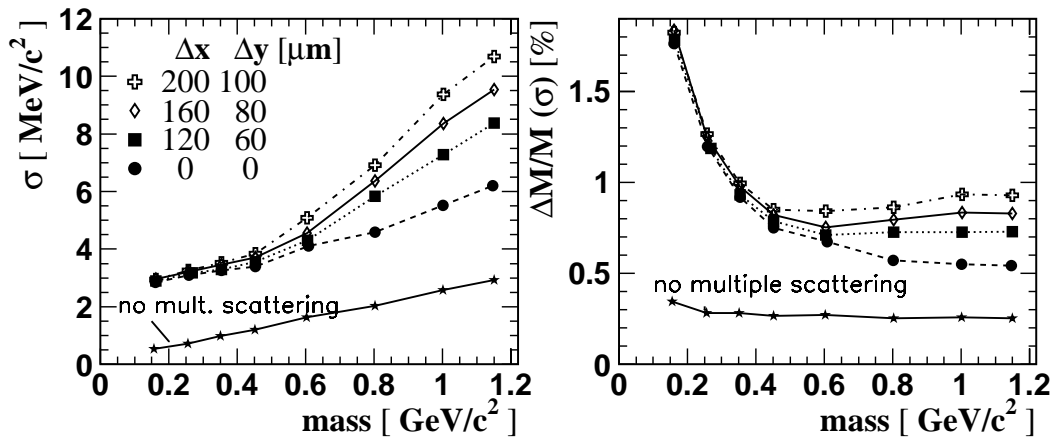 σ[ MeV/c²]
12
10
8
6
4
2
0
Δx Δy [μm]
200 100
160 80
120 60
0 0
no mult. scattering
0 0.2 0.4 0.6 0.8 1 1.2
mass [ GeV/c² ]
ΔM/M (σ) [%]
1.5
1
0.5
0
no multiple scattering
0 0.2 0.4 0.6 0.8 1 1.2
mass [ GeV/c² ]